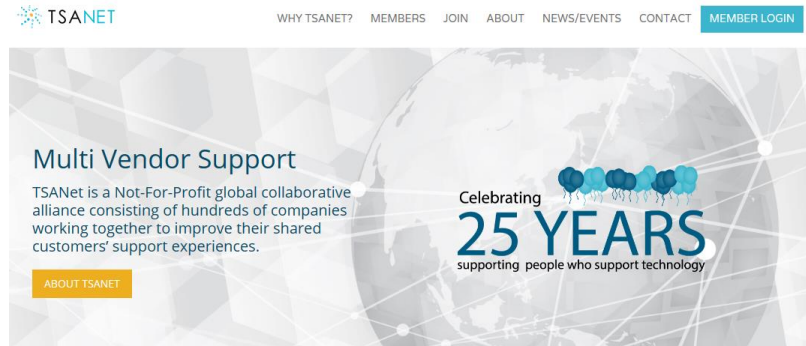 TSANET
WHY TSANET?
MEMBERS
JOIN
ABOUT
NEWS/EVENTS
CONTACT
MEMBER LOGIN
Multi Vendor Support
TSANet is a Not-For-Profit global collaborative
alliance consisting of hundreds of companies
working together to improve their shared
customers' support experiences.
ABOUT TSANET
Celebrating
25 YEARS
supporting people who support technology